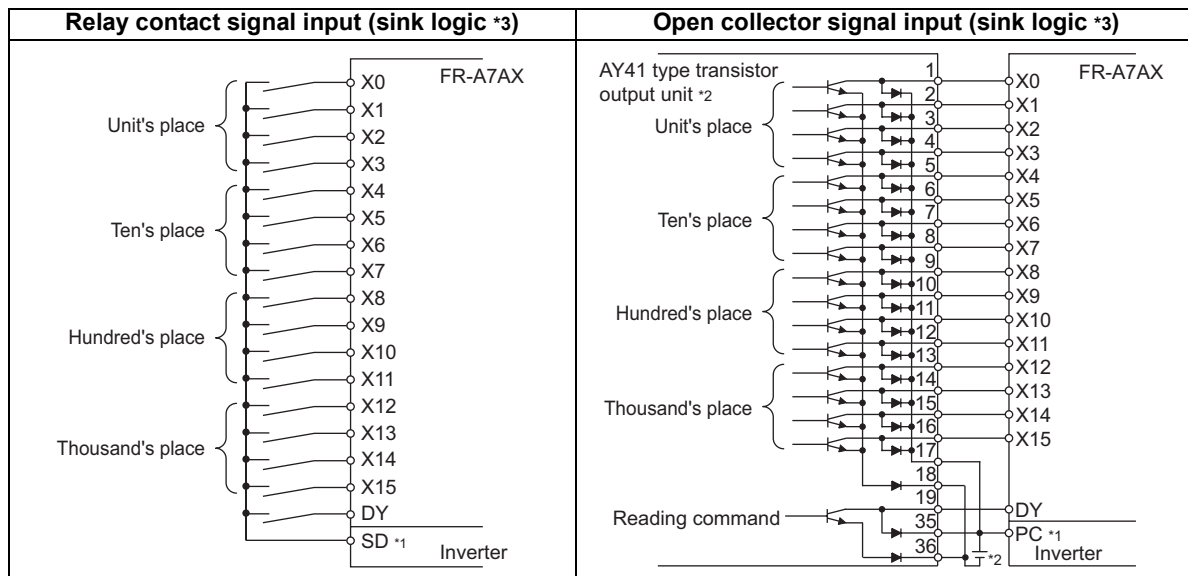 Relay contact signal input (sink logic *3)
FR-A7AX
X0
X1
Unit's place
X2
X3
X4
X5
Ten's place
X6
X7
X8
X9
Hundred's place
X10
X11
X12
X13
Thousand's place
X14
X15
DY
SD *1
Inverter
Open collector signal input (sink logic *3)
AY41 type transistor
output unit *2
FR-A7AX
1
X0
2
X1
3
Unit's place
X2
4
X3
5
X4
6
X5
7
Ten's place
X6
8
X7
9
X8
10
X9
11
Hundred's place
X10
12
X11
13
X12
14
X13
15
Thousand's place
X14
16
X15
17
18
19
DY
Reading command
35
PC *1
36
*2
Inverter